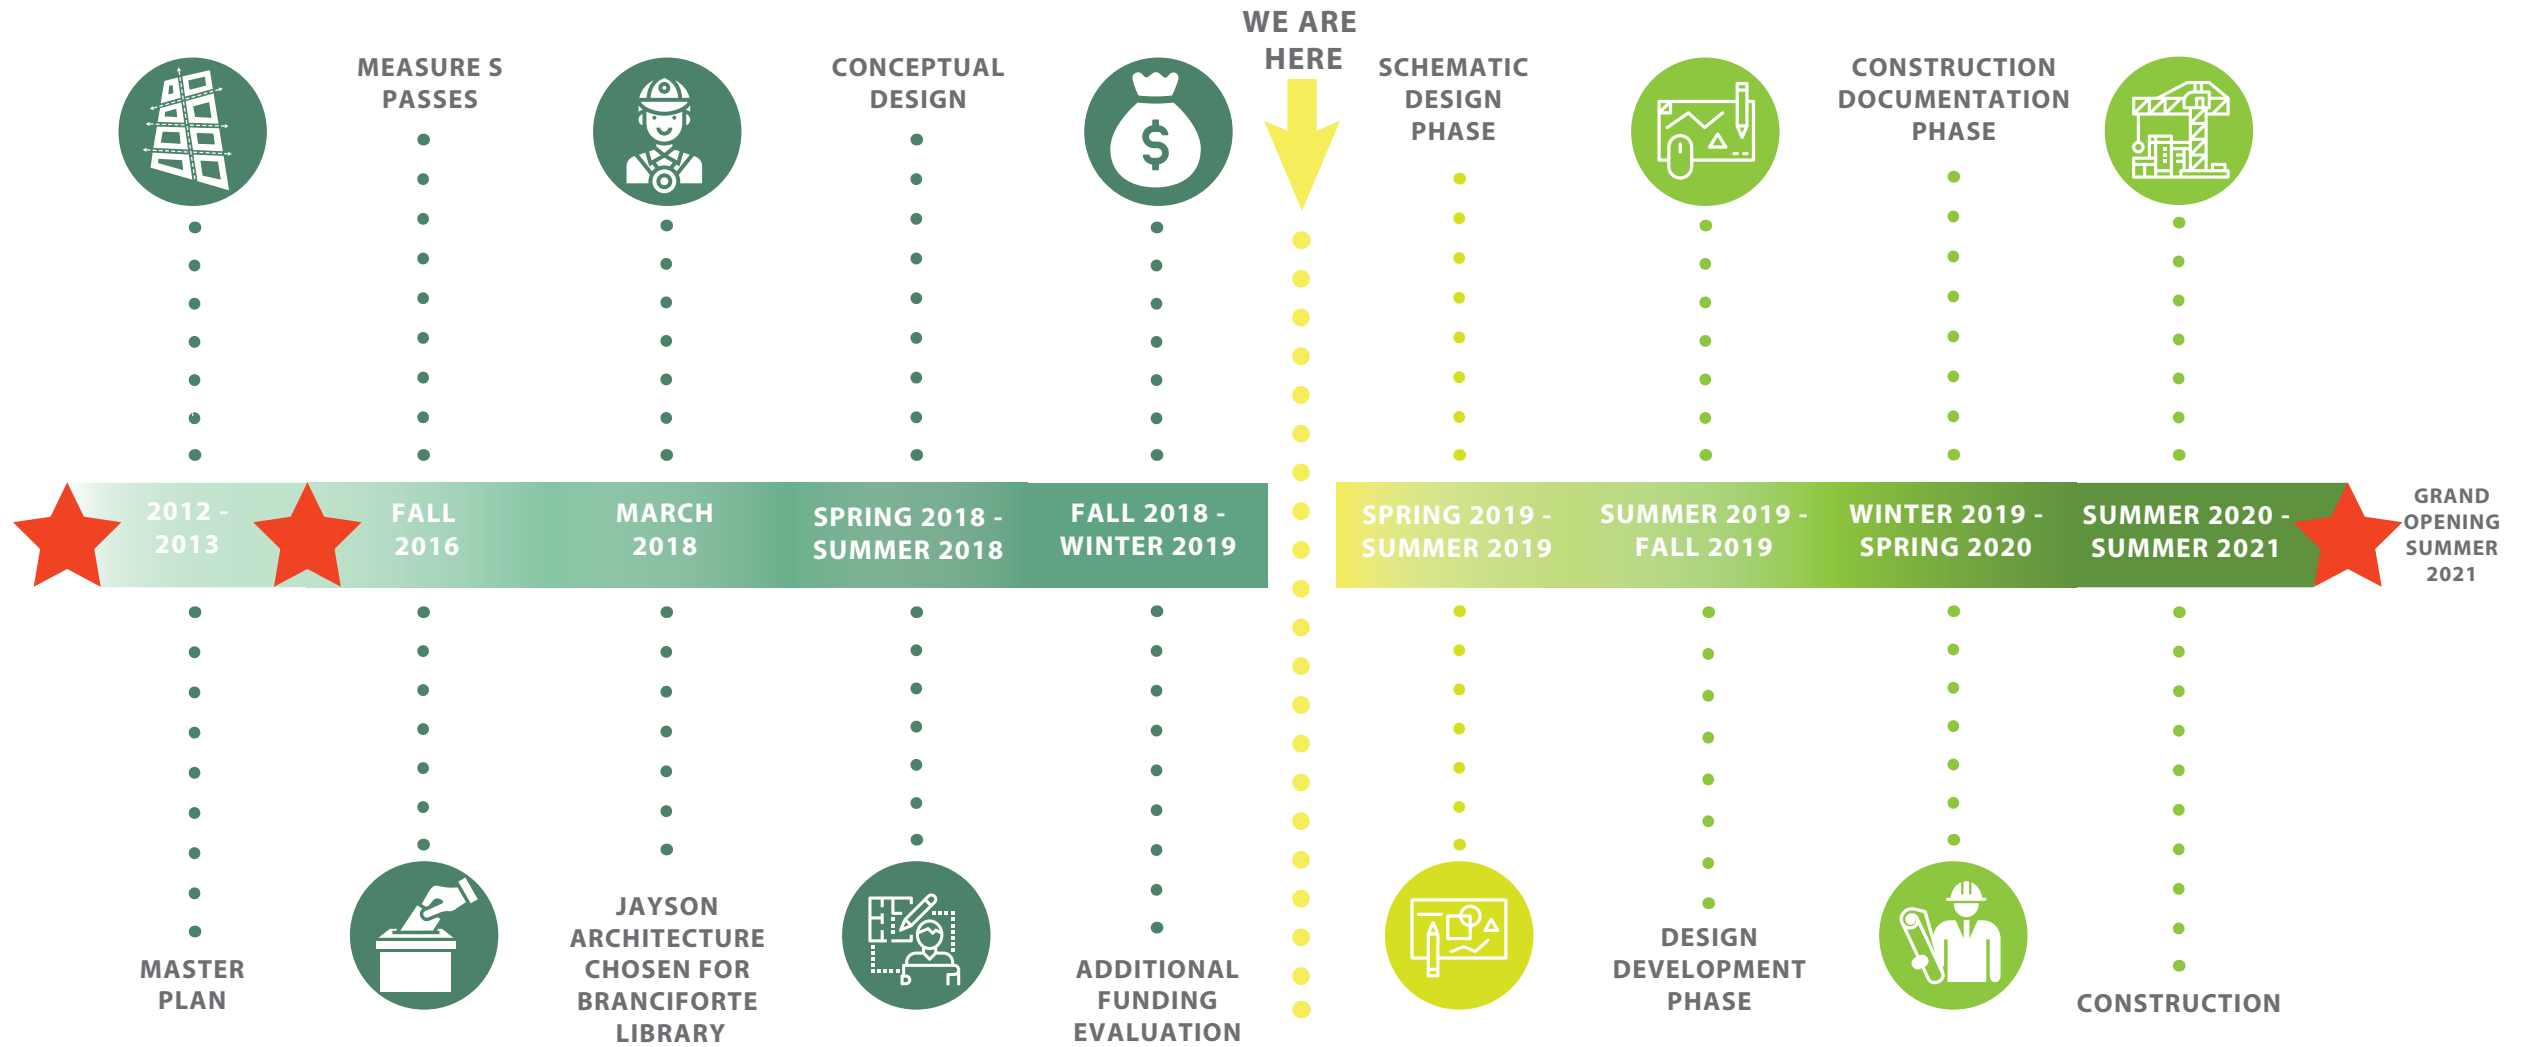 WE ARE
HERE
MEASURE S
PASSES
CONCEPTUAL
DESIGN
SCHEMATIC
DESIGN
PHASE
CONSTRUCTION
DOCUMENTATION
PHASE
$
2012 -
2013
FALL
2016
MARCH
2018
SPRING 2018 -
SUMMER 2018
FALL 2018 -
WINTER 2019
SPRING 2019 -
SUMMER 2019
SUMMER 2019 -
FALL 2019
WINTER 2019 -
SPRING 2020
SUMMER 2020 -
SUMMER 2021
GRAND
OPENING
SUMMER
2021
MASTER
PLAN
JAYSON
ARCHITECTURE
CHOSEN FOR
BRANCIFORTE
LIBRARY
ADDITIONAL
FUNDING
EVALUATION
DESIGN
DEVELOPMENT
PHASE
CONSTRUCTION